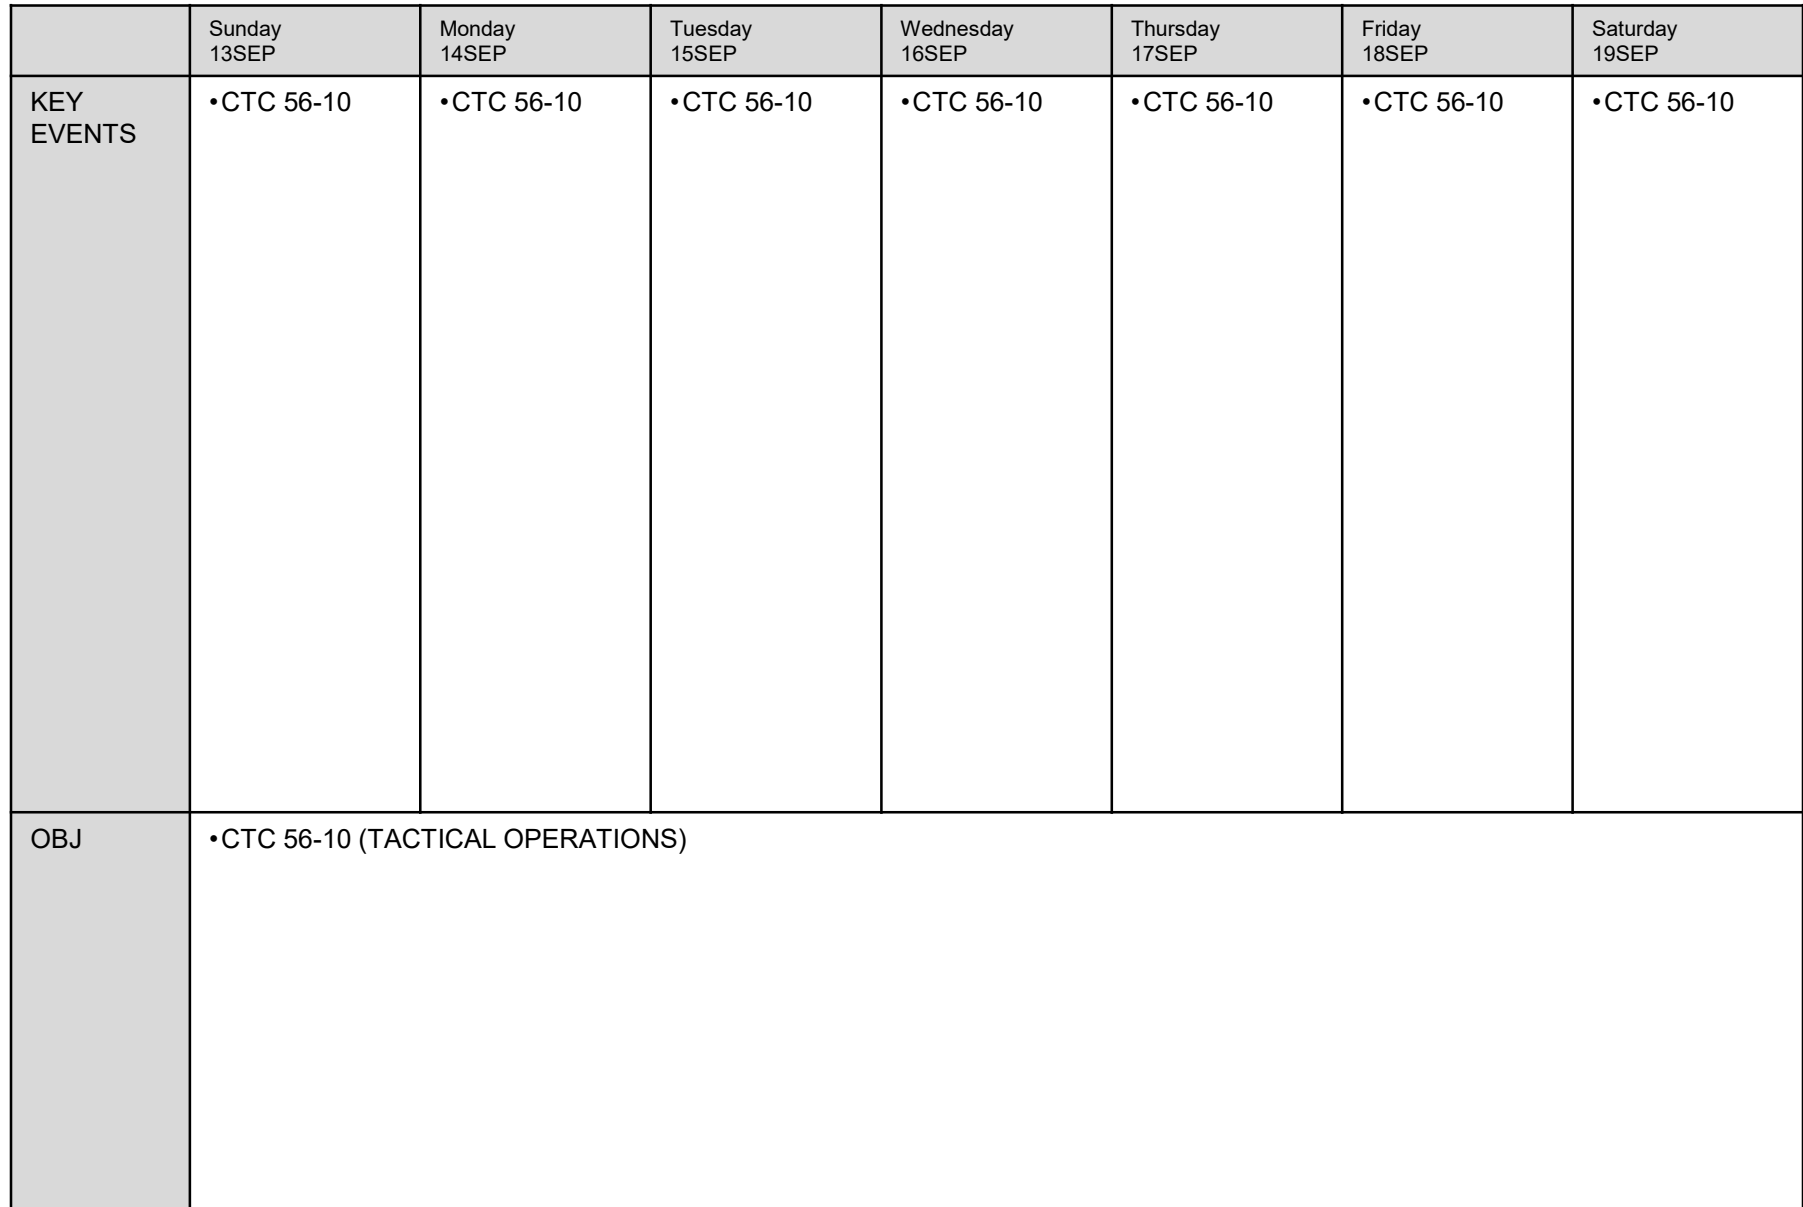 Sunday
13SEP
Monday
14SEP
Tuesday
15SEP
Wednesday
16SEP
Thursday
17SEP
Friday
18SEP
Saturday
19SEP
KEY
EVENTS
•CTC 56-10
•CTC 56-10
•CTC 56-10
•CTC 56-10
•CTC 56-10
•CTC 56-10
•CTC 56-10
OBJ
•CTC 56-10 (TACTICAL OPERATIONS)